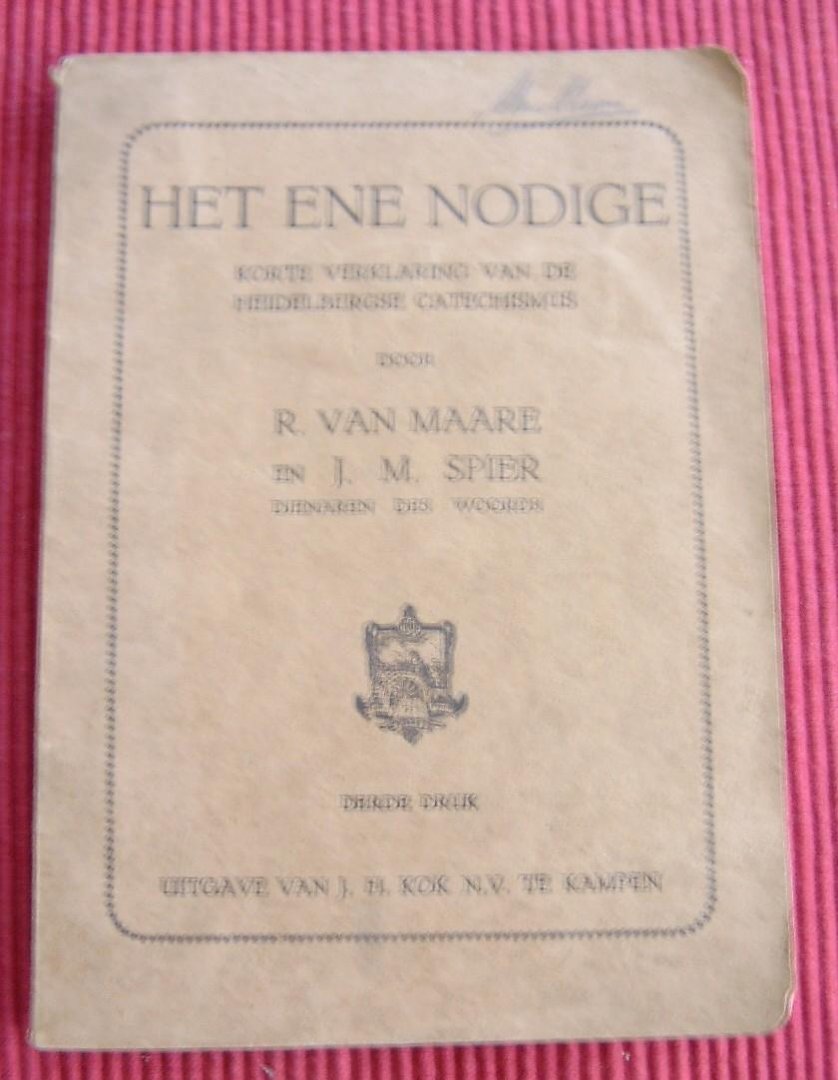 HET ENE NODIGE
KORTE VERKLARING VAN DE
HEIDELBERGSE CATECHISMUS
DOOR
R. VAN MAARE
EN J. M. SPIER
DIENAREN DES WOORDS
DERDE DRUK
UITGAVE VAN J. H. KOK N.V. TE KAMPEN